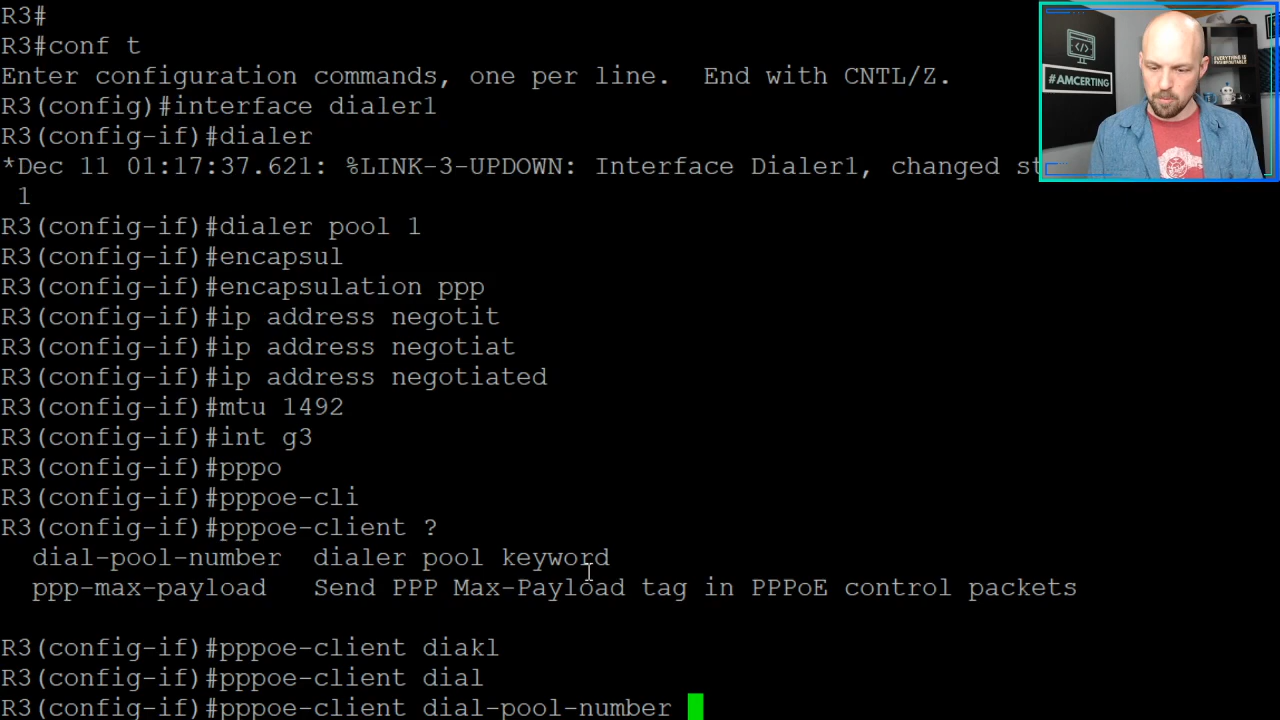 R3#
R3#conf t
Enter configuration commands, one per line.  End with CNTL/Z.
R3(config)#interface dialer1
R3(config-if)#dialer
*Dec 11 01:17:37.621: %LINK-3-UPDOWN: Interface Dialer1, changed st
1
R3(config-if)#dialer pool 1
R3(config-if)#encapsul
R3(config-if)#encapsulation ppp
R3(config-if)#ip address negotit
R3(config-if)#ip address negotiat
R3(config-if)#ip address negotiated
R3(config-if)#mtu 1492
R3(config-if)#int g3
R3(config-if)#pppo
R3(config-if)#pppoe-cli
R3(config-if)#pppoe-client ?
dial-pool-number  dialer pool keyword
ppp-max-payload   Send PPP Max-Payload tag in PPPoE control packets
R3(config-if)#pppoe-client diakl
R3(config-if)#pppoe-client dial
R3(config-if)#pppoe-client dial-pool-number
#AMCERTING